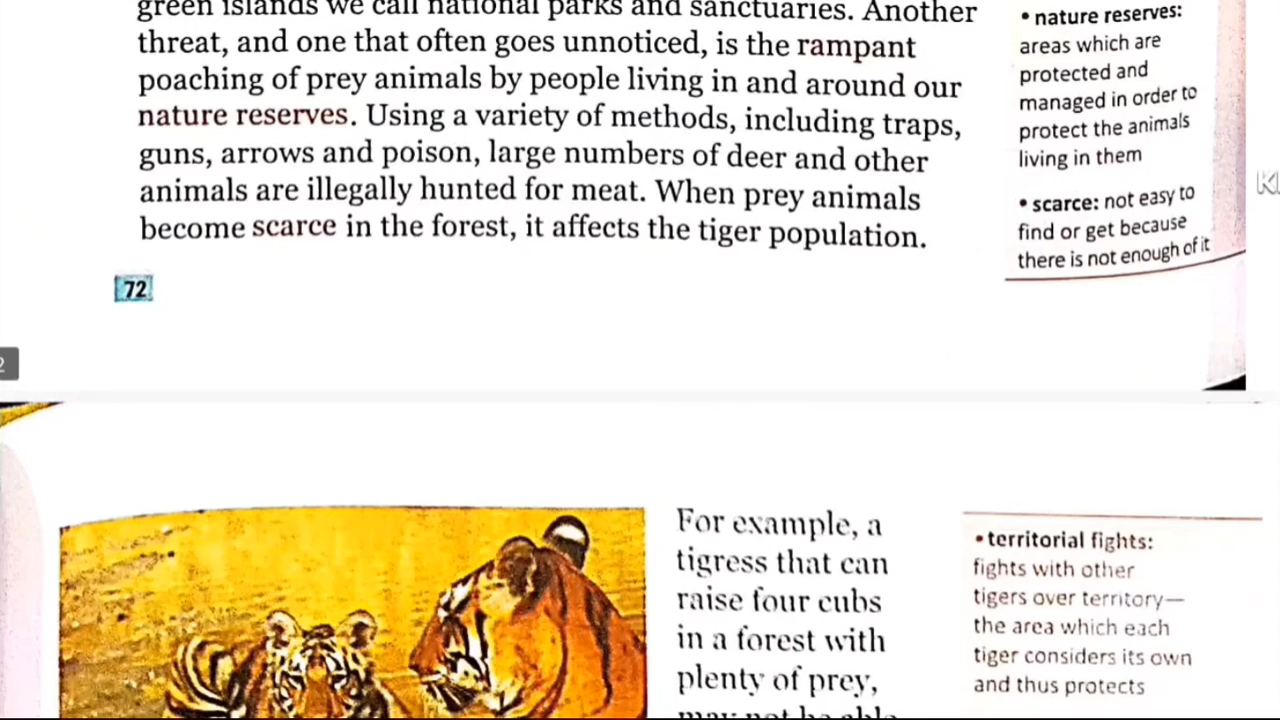 green islands we call national parks and sanctuaries. Another
threat, and one that often goes unnoticed, is the rampant
poaching of prey animals by people living in and around our
nature reserves. Using a variety of methods, including traps,
guns, arrows and poison, large numbers of deer and other
animals are illegally hunted for meat. When prey animals
become scarce in the forest, it affects the tiger population.
• nature reserves:
areas which are
protected and
managed in order to
protect the animals
living in them
• scarce: not easy to
find or get because
there is not enough of it
72
2
For example, a
tigress that can
raise four cubs
in a forest with
plenty of prey,
may not be able
• territorial fights:
fights with other
tigers over territory—
the area which each
tiger considers its own
and thus protects